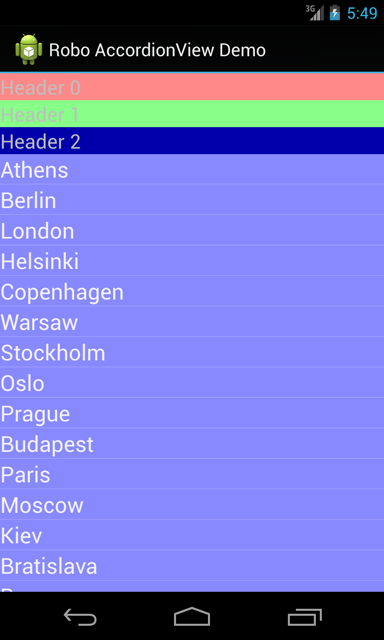 3G 5:49
Robo AccordionView Demo
Header 0
Header 1
Header 2
Athens
Berlin
London
Helsinki
Copenhagen
Warsaw
Stockholm
Oslo
Prague
Budapest
Paris
Moscow
Kiev
Bratislava